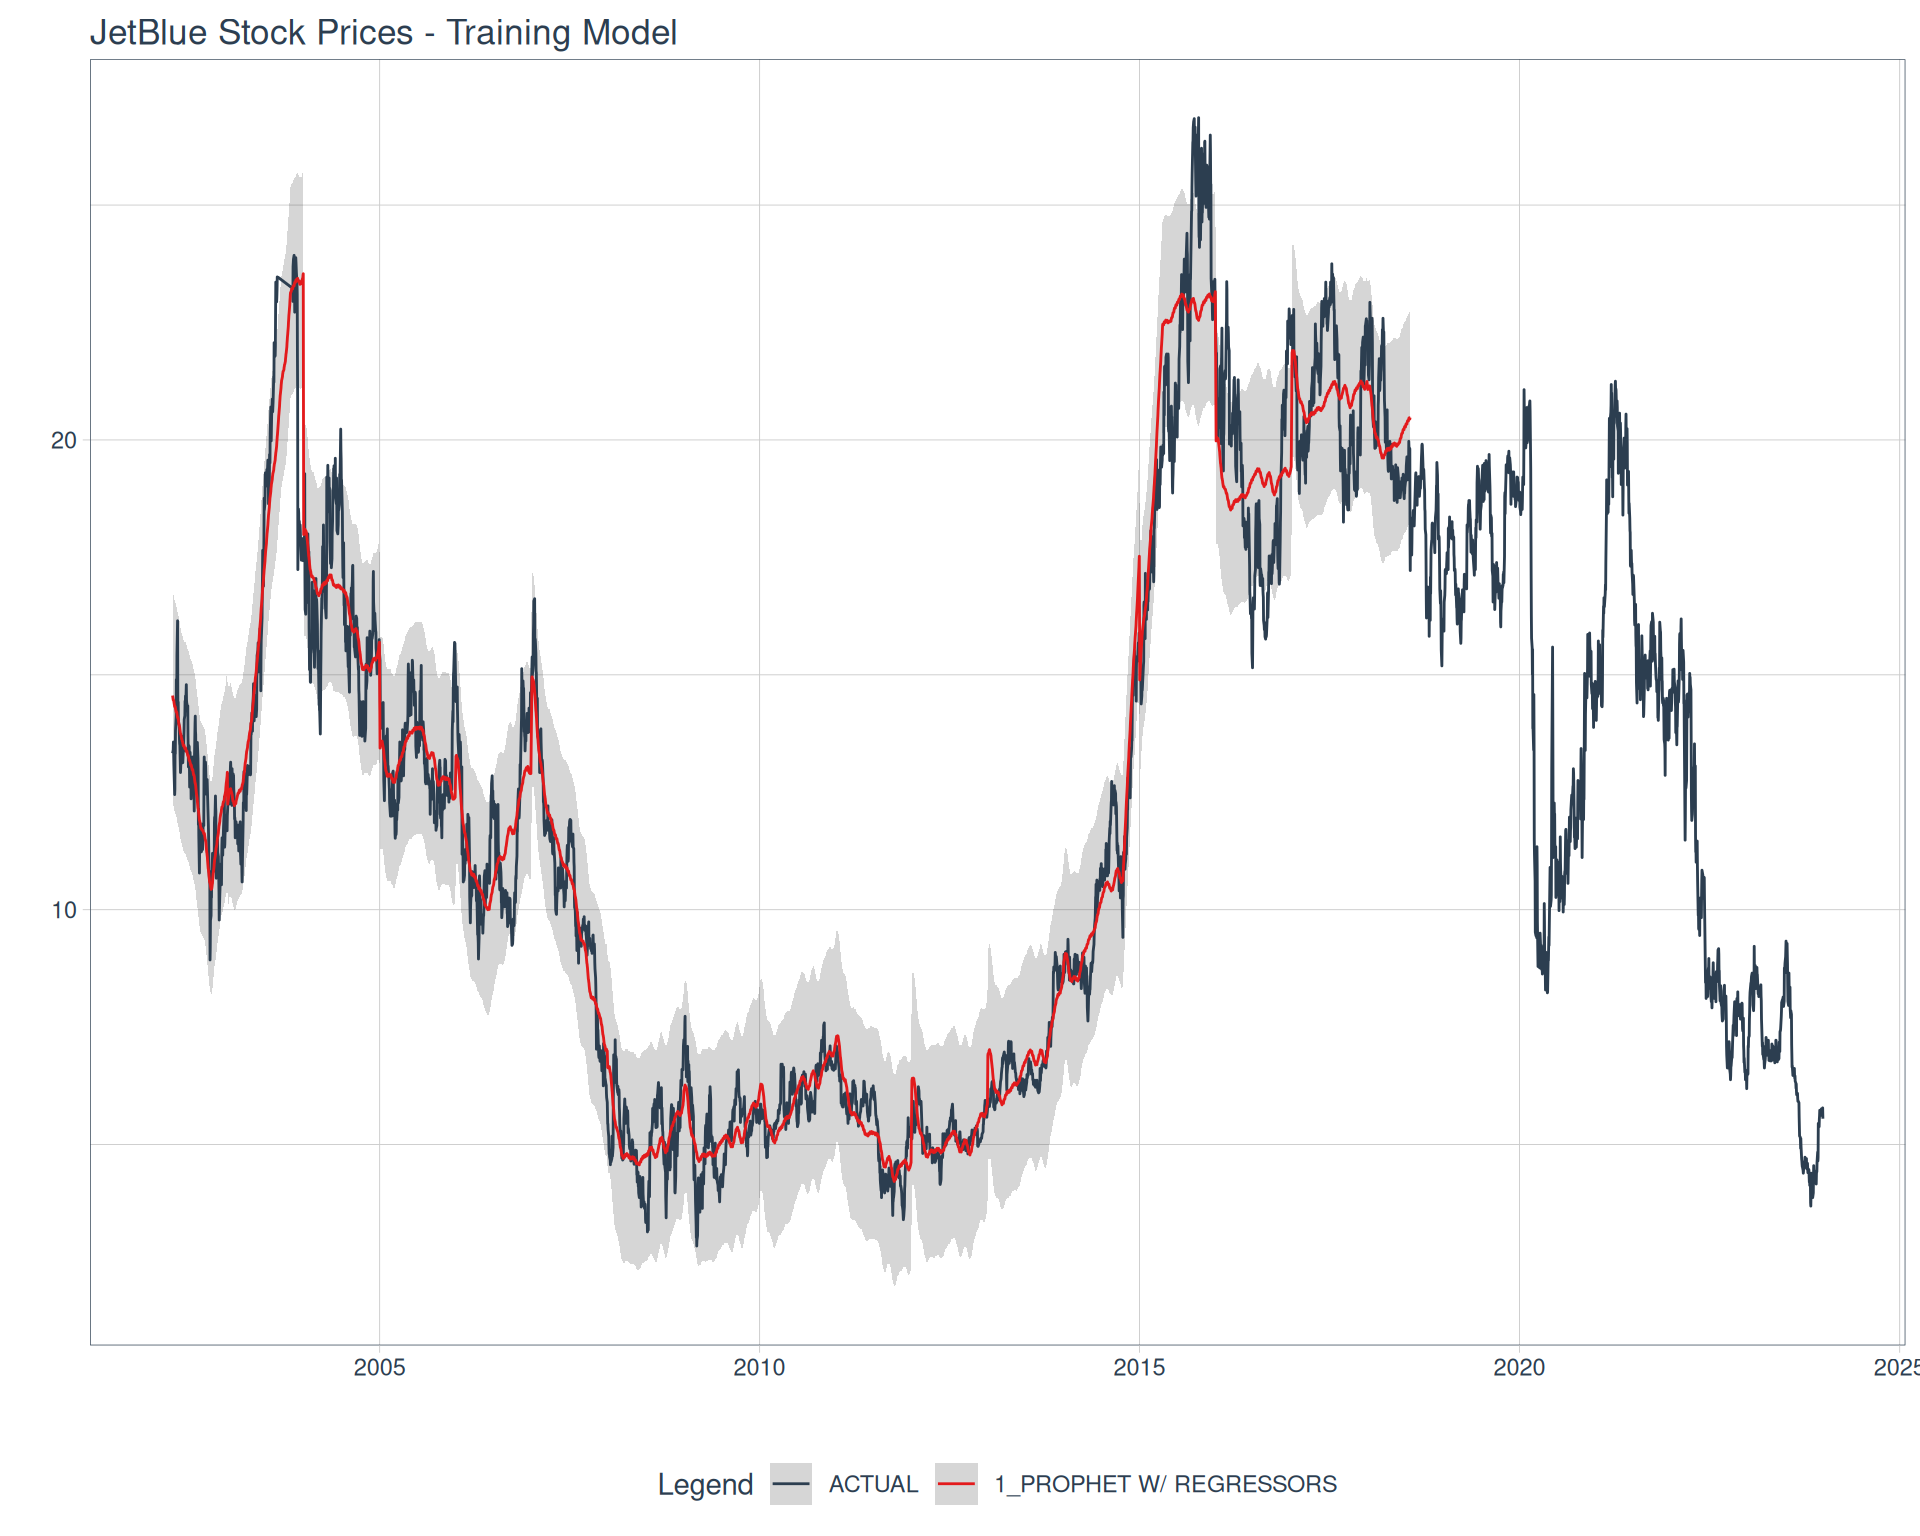 JetBlue Stock Prices - Training Model
20
10
2005
2010
2015
2020
2025
Legend
ACTUAL
1_PROPHET W/ REGRESSORS